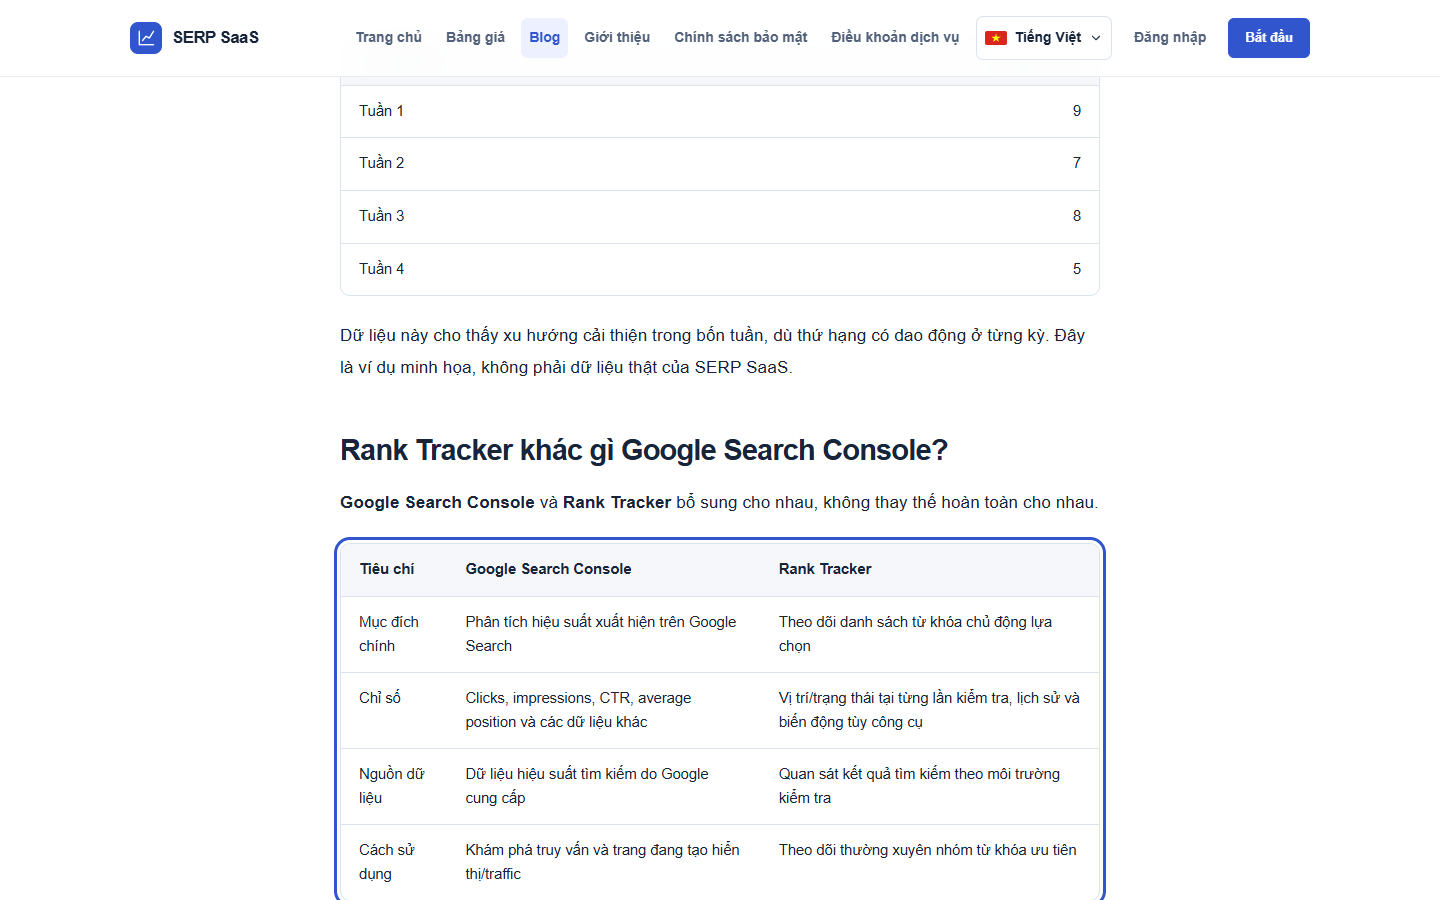 SERP SaaS
Trang chủ
Bảng giá
Blog
Giới thiệu
Chính sách bảo mật
Điều khoản dịch vụ
Tiếng Việt
Đăng nhập
Bắt đầu
Tuần 1 9
Tuần 2 7
Tuần 3 8
Tuần 4 5
Dữ liệu này cho thấy xu hướng cải thiện trong bốn tuần, dù thứ hạng có dao động ở từng kỳ. Đây
là ví dụ minh họa, không phải dữ liệu thật của SERP SaaS.
Rank Tracker khác gì Google Search Console?
Google Search Console và Rank Tracker bổ sung cho nhau, không thay thế hoàn toàn cho nhau.
Tiêu chí
Google Search Console
Rank Tracker
Mục đích
chính
Phân tích hiệu suất xuất hiện trên Google
Search
Theo dõi danh sách từ khóa chủ động lựa
chọn
Chỉ số
Clicks, impressions, CTR, average
position và các dữ liệu khác
Vị trí/trạng thái tại từng lần kiểm tra, lịch sử và
biến động tùy công cụ
Nguồn dữ
liệu
Dữ liệu hiệu suất tìm kiếm do Google
cung cấp
Quan sát kết quả tìm kiếm theo môi trường
kiểm tra
Cách sử
dụng
Khám phá truy vấn và trang đang tạo hiển
thị/traffic
Theo dõi thường xuyên nhóm từ khóa ưu tiên